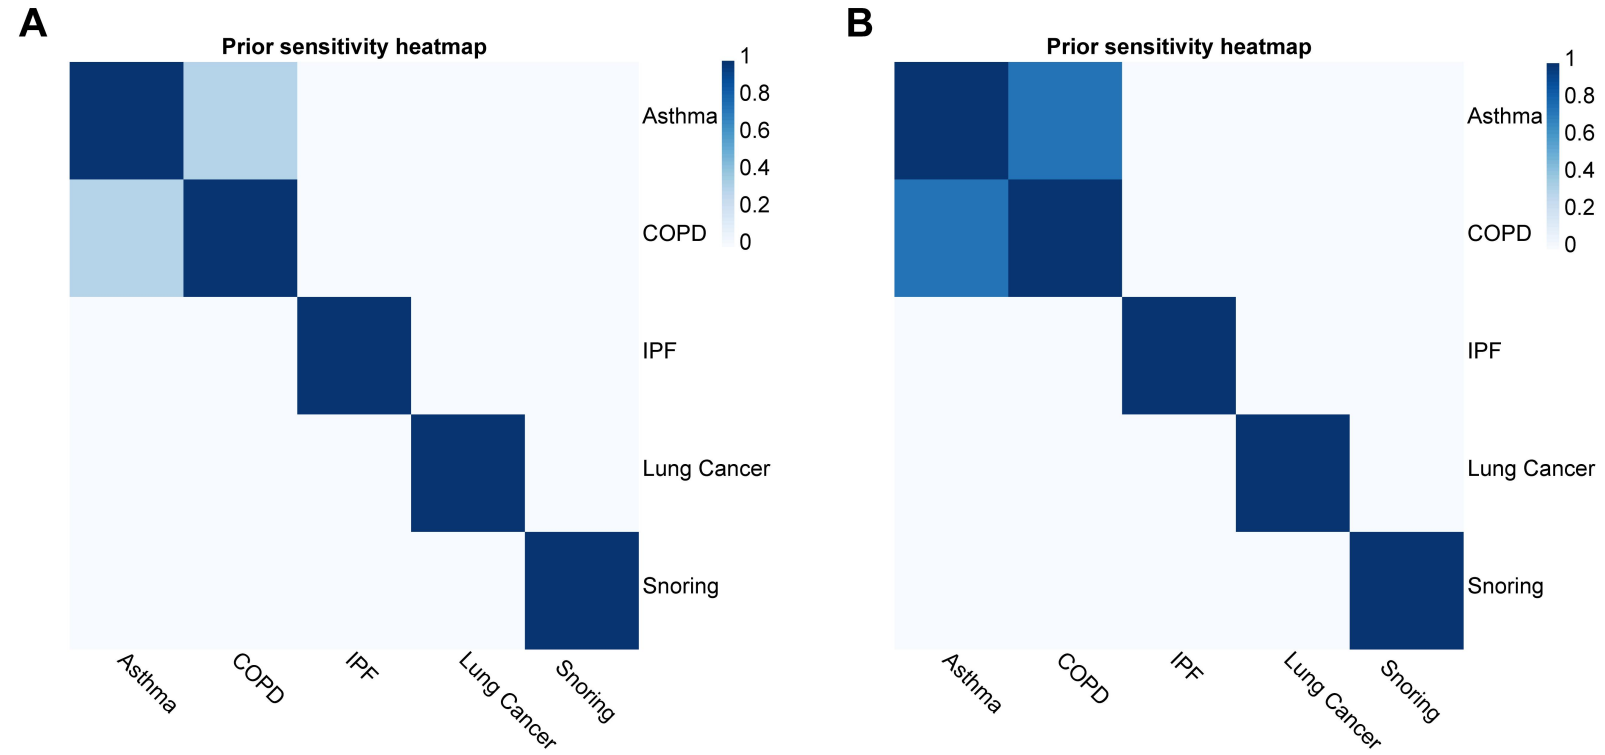 A
Prior sensitivity heatmap
1
0.8
0.6
0.4
0.2
0
Asthma
COPD
IPF
Lung Cancer
Snoring
Asthma
COPD
IPF
Lung Cancer
Snoring
B
Prior sensitivity heatmap
1
0.8
0.6
0.4
0.2
0
Asthma
COPD
IPF
Lung Cancer
Snoring
Asthma
COPD
IPF
Lung Cancer
Snoring